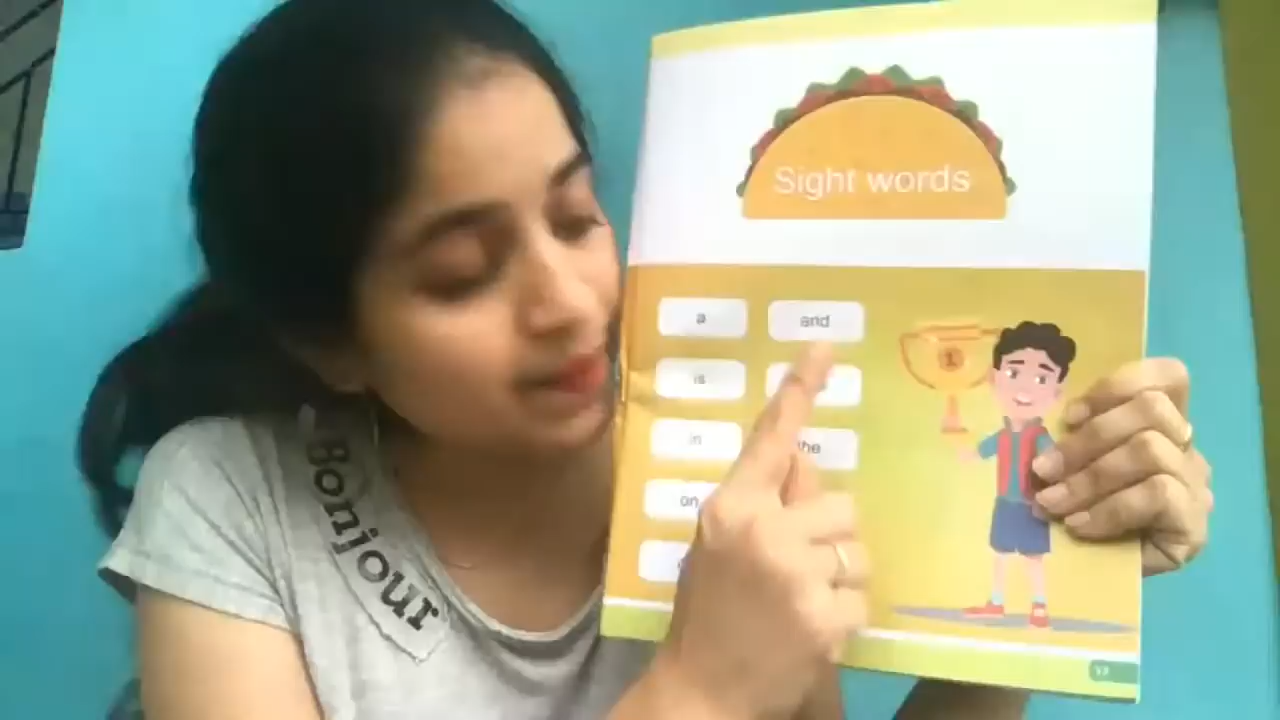 Sight words
a
and
is
in
the
on
Bonjour